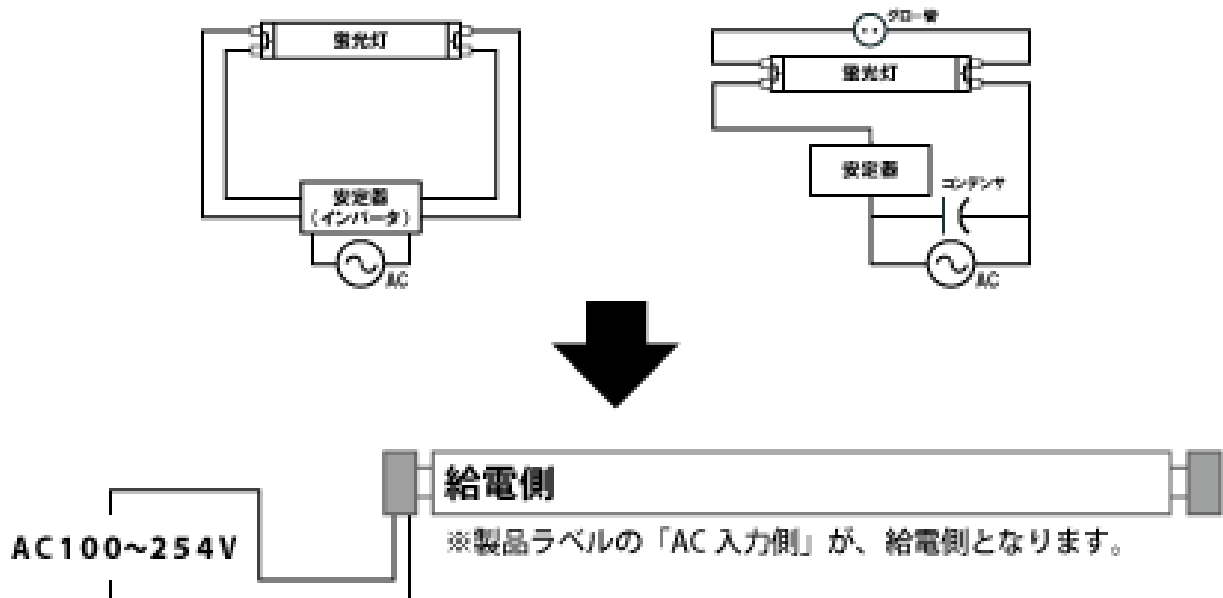 グロー管
蛍光灯
蛍光灯
安定器
(インバータ)
安定器
コンデンサ
AC
AC
給電側
AC100~254V
※製品ラベルの「AC 入力側」が、給電側となります。